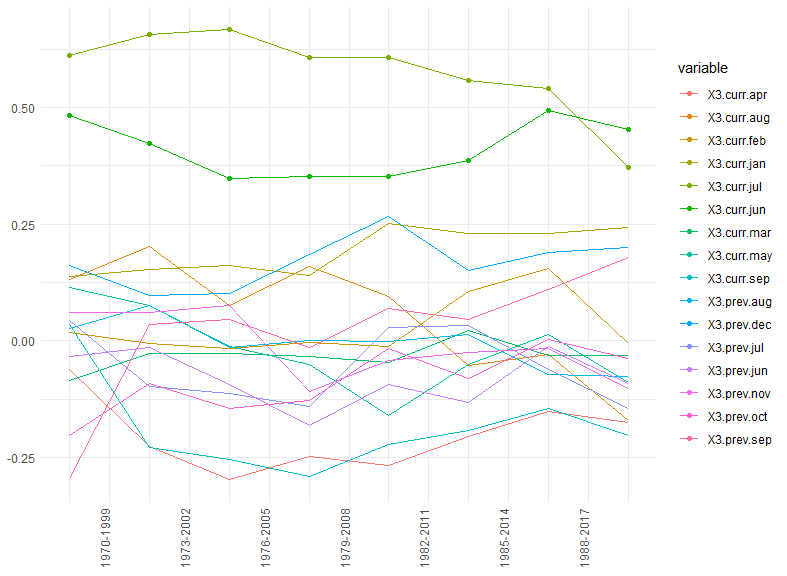 variable
X3.curr.apr
X3.curr.aug
X3.curr.feb
X3.curr.jan
X3.curr.jul
X3.curr.jun
X3.curr.mar
X3.curr.may
X3.curr.sep
X3.prev.aug
X3.prev.dec
X3.prev.jul
X3.prev.jun
X3.prev.nov
X3.prev.oct
X3.prev.sep
0.50
0.25
0.00
-0.25
1970-1999
1973-2002
1976-2005
1979-2008
1982-2011
1985-2014
1988-2017